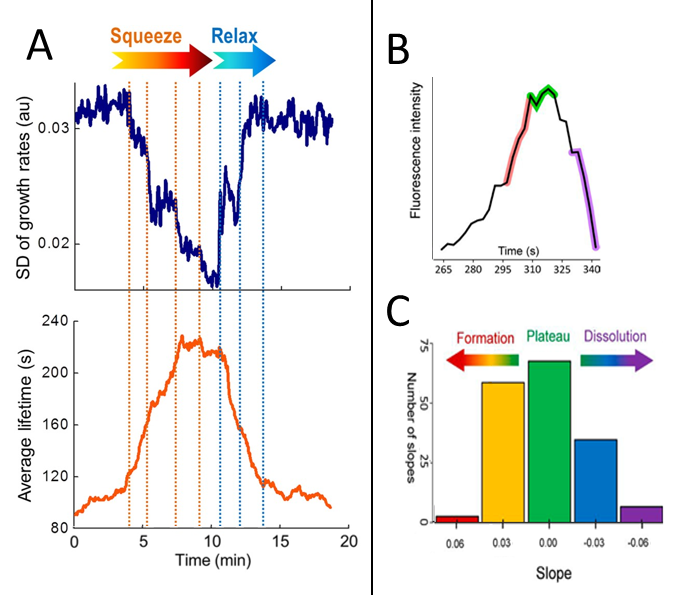 A
Squeeze Relax
SD of growth rates (au)
0.03
0.02
Average lifetime (s)
240
200
160
120
80
0 5 10 15 20
Time (min)
B
Fluorescence intensity
Time (s)
265 280 295 310 325 340
C
Formation Plateau Dissolution
Number of slopes
75
50
25
0
0.06 0.03 0.00 -0.03 -0.06
Slope